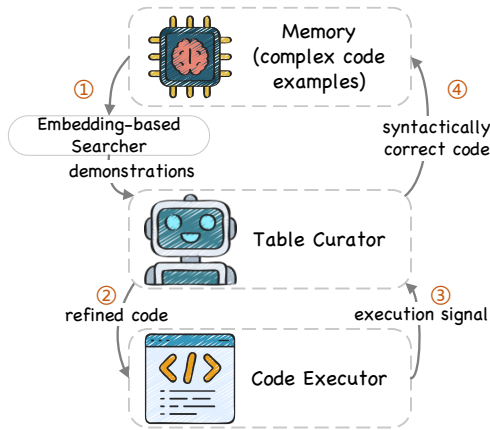 Memory
(complex code
examples)
①
④
Embedding-based
Searcher
syntactically
correct code
demonstrations
Table Curator
②
③
refined code
execution signal
</>
Code Executor